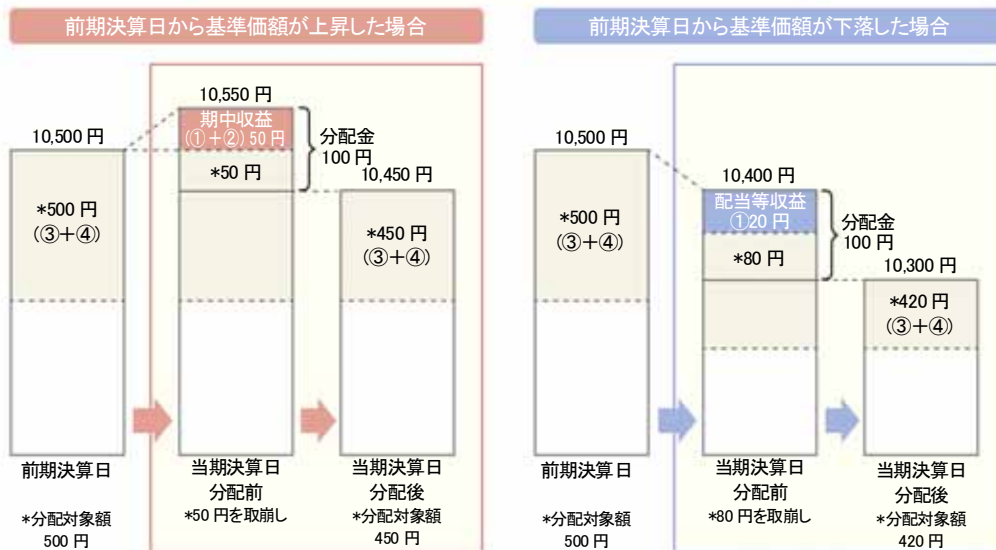 前期決算日から基準価額が上昇した場合
10,500 円
*500 円
(③+④)
前期決算日
*分配対象額
500 円
10,550 円
期中収益
(①+②) 50 円
*50 円
分配金
100 円
当期決算日
分配前
*50 円を取崩し
10,450 円
*450 円
(③+④)
当期決算日
分配後
*分配対象額
450 円
前期決算日から基準価額が下落した場合
10,500 円
*500 円
(③+④)
前期決算日
*分配対象額
500 円
10,400 円
配当等収益
①20 円
*80 円
分配金
100 円
当期決算日
分配前
*80 円を取崩し
10,300 円
*420 円
(③+④)
当期決算日
分配後
*分配対象額
420 円